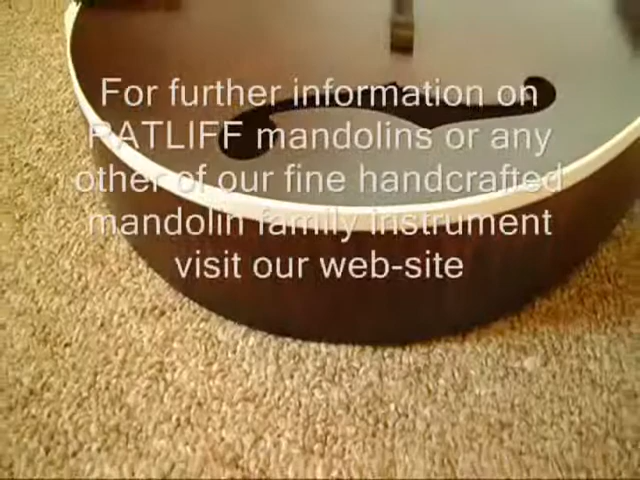 For further information on
RATLIFF mandolins or any
other of our fine handcrafted
mandolin family instrument
visit our web-site